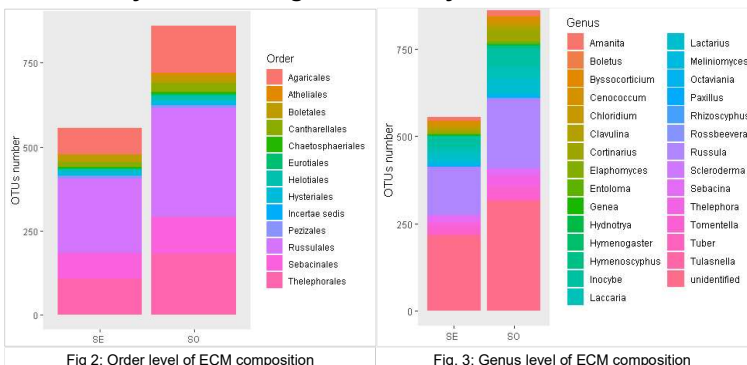 Order
750
500
250
0
OTUs number
Agaricales
Atheliales
Boletales
Cantharellales
Chaetosphaeriales
Eurotiales
Helotiales
Hysteriales
Incertae sedis
Pezizales
Russulales
Sebacinales
Thelephorales
SE
SO
Fig 2: Order level of ECM composition
Genus
750
500
250
0
OTUs number
Amanita
Boletus
Byssocorticium
Cenococcum
Chloridium
Clavulina
Cortinarius
Elaphomyces
Entoloma
Genea
Hydnotrya
Hymenogaster
Hymenoscyphus
Inocybe
Laccaria
Lactarius
Meliniomyces
Octaviania
Paxillus
Rhizoscyphus
Rossbeevera
Russula
Scleroderma
Sebacina
Thelephora
Tomentella
Tuber
Tulasnella
unidentified
SE
SO
Fig. 3: Genus level of ECM composition